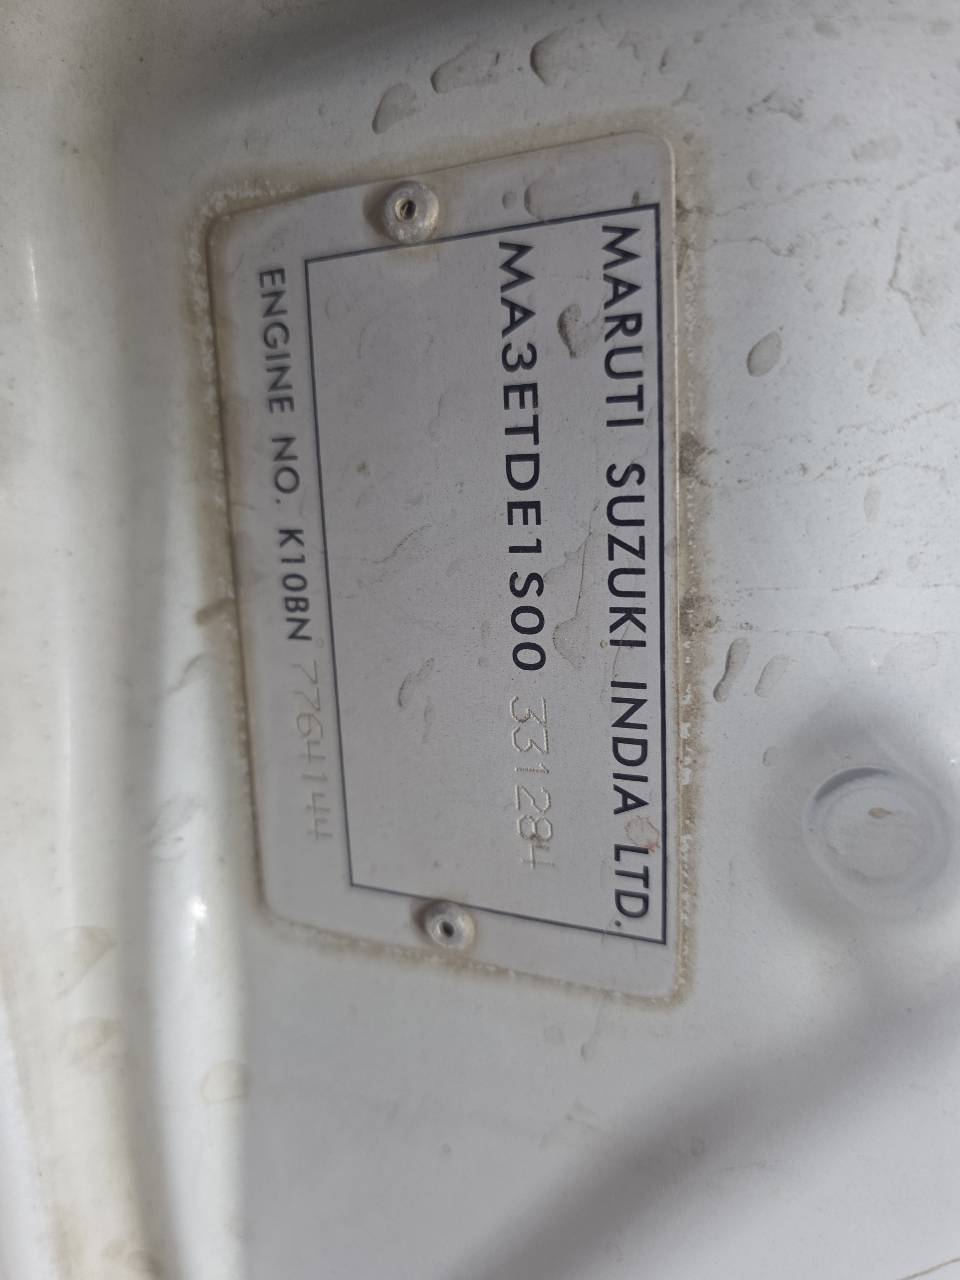 MARUTI SUZUKI INDIA LTD.
MA3ETDE1S00 331284
ENGINE NO. K10BN 7764144